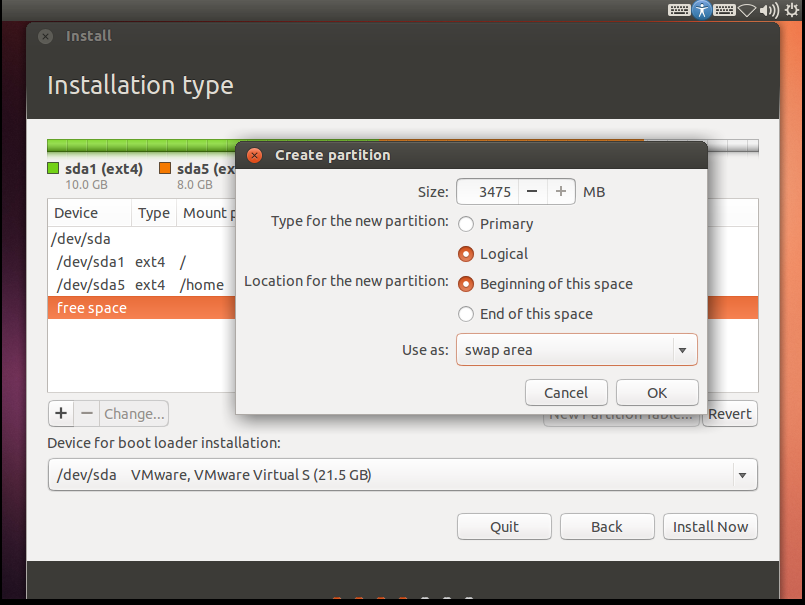 Install
Installation type
sda1 (ext4) sda5 (ex
10.0 GB 8.0 GB
Device Type Mount p
/dev/sda
/dev/sda1 ext4 /
/dev/sda5 ext4 /home
free space
Create partition
Size: 3475 MB
Type for the new partition: Primary
Logical
Location for the new partition: Beginning of this space
End of this space
Use as: swap area
Cancel OK
+ − Change... New Partition Table... Revert
Device for boot loader installation:
/dev/sda VMware, VMware Virtual S (21.5 GB)
Quit Back Install Now